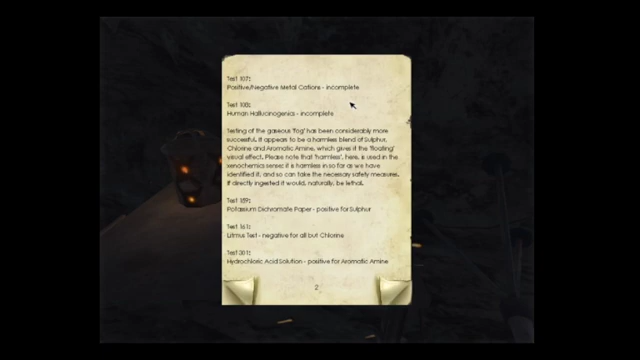 Test 107:
Positive/Negative Metal Cations - incomplete
Test 108:
Human Hallucinogenia - incomplete
Testing of the gaseous 'fog' has been considerably more
successful. It appears to be a harmless blend of Sulphur,
Chlorine and Aromatic Amine, which gives it the 'floating'
visual effect. Please note that 'harmless', here, is used in the
xenochemics sense; it is harmless in so far as we have
identified it, and so can take the necessary safety measures.
If directly ingested it would, naturally, be lethal.
Test 189:
Potassium Dichromate Paper - positive for Sulphur
Test 161:
Litmus Test - negative for all but Chlorine
Test 301:
Hydrochloric Acid Solution - positive for Aromatic Amine
2